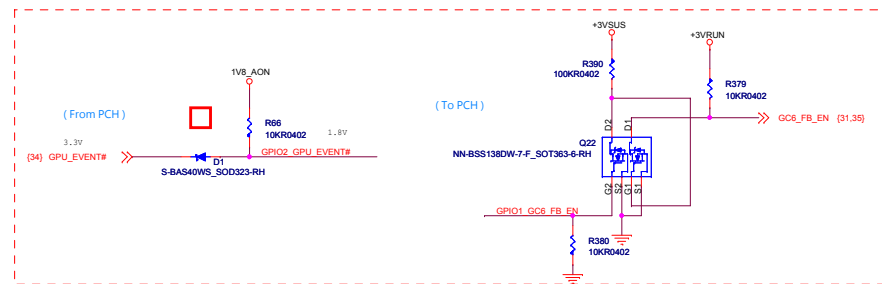 +3VSUS
+3VRUN
1V8_AON
R390
100KR0402
R379
10KR0402
( From PCH )
( To PCH )
R66
10KR0402
GC6_FB_EN {31,35}
3.3V
1.8V
D2
D1
Q22
{34} GPU_EVENT#
GPIO2_GPU_EVENT#
NN-BSS138DW-7-F_SOT363-6-RH
D1
S-BAS40WS_SOD323-RH
G2
S2
G1
S1
GPIO1_GC6_FB_EN
R380
10KR0402